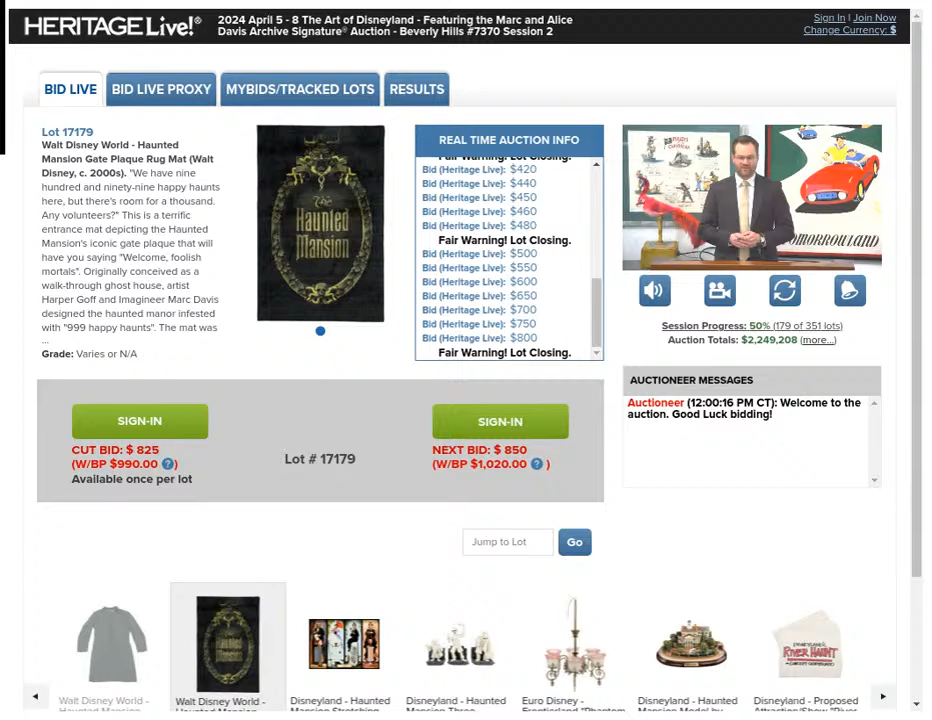 HERITAGE Live!®
2024 April 5 - 8 The Art of Disneyland - Featuring the Marc and Alice
Davis Archive Signature® Auction - Beverly Hills #7370 Session 2
Sign In | Join Now
Change Currency: $
BID LIVE
BID LIVE PROXY
MYBIDS/TRACKED LOTS
RESULTS
Lot 17179
Walt Disney World - Haunted
Mansion Gate Plaque Rug Mat (Walt
Disney, c. 2000s). "We have nine
hundred and ninety-nine happy haunts
here, but there's room for a thousand.
Any volunteers?" This is a terrific
entrance mat depicting the Haunted
Mansion's iconic gate plaque that will
have you saying "Welcome, foolish
mortals". Originally conceived as a
walk-through ghost house, artist
Harper Goff and Imagineer Marc Davis
designed the haunted manor infested
with "999 happy haunts". The mat was
...
Grade: Varies or N/A
The
Haunted
Mansion
REAL TIME AUCTION INFO
Fair Warning! Lot Closing.
Bid (Heritage Live): $420
Bid (Heritage Live): $440
Bid (Heritage Live): $450
Bid (Heritage Live): $460
Bid (Heritage Live): $480
Fair Warning! Lot Closing.
Bid (Heritage Live): $500
Bid (Heritage Live): $550
Bid (Heritage Live): $600
Bid (Heritage Live): $650
Bid (Heritage Live): $700
Bid (Heritage Live): $750
Bid (Heritage Live): $800
Fair Warning! Lot Closing.
Session Progress: 50% (179 of 351 lots)
Auction Totals: $2,249,208 (more...)
AUCTIONEER MESSAGES
Auctioneer (12:00:16 PM CT): Welcome to the
auction. Good Luck bidding!
SIGN-IN
CUT BID: $ 825
(W/BP $990.00 ? )
Available once per lot
Lot # 17179
SIGN-IN
NEXT BID: $ 850
(W/BP $1,020.00 ? )
Jump to Lot
Go
Walt Disney World -
Haunted Mansion
Walt Disney World -
Haunted Mansion
Disneyland - Haunted
Mansion Stretching
Disneyland - Haunted
Mansion Three
Euro Disney -
Frontierland "Phantom
Disneyland - Haunted
Mansion Model by
Disneyland - Proposed
Attraction/Show "River